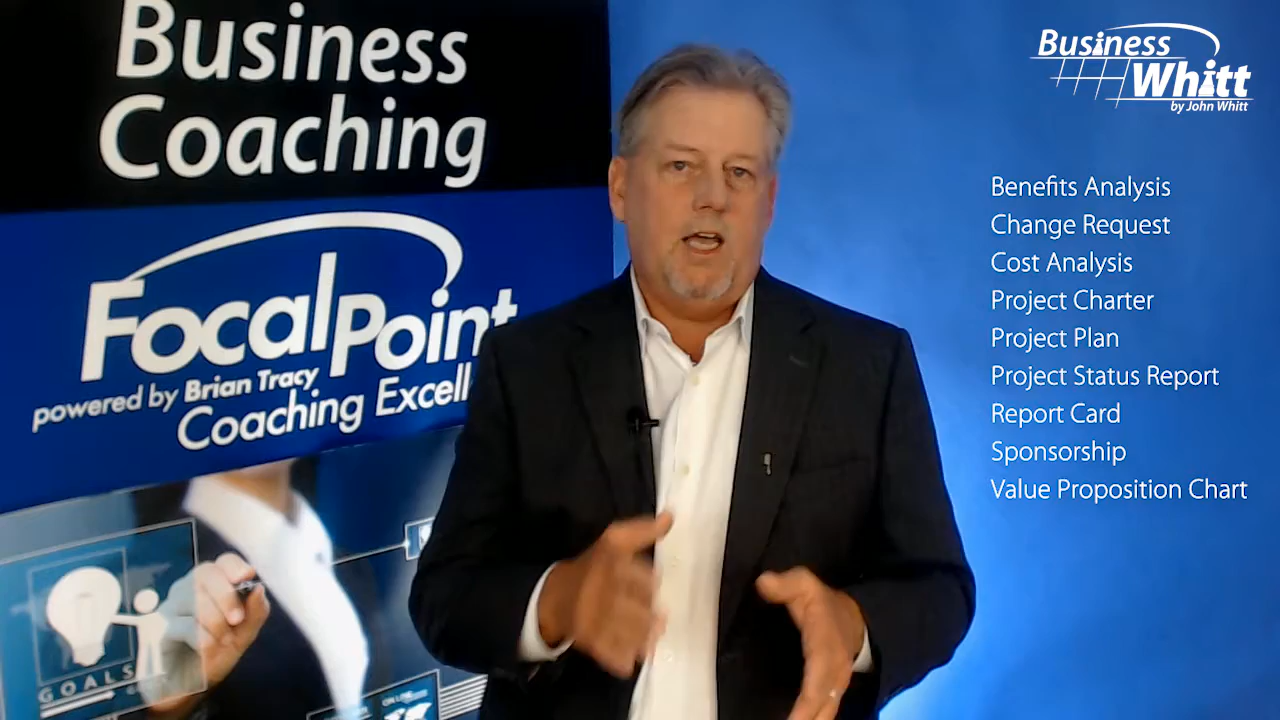 Business
Coaching
FocalPoint
powered by Brian Tracy
Coaching Excell
GOALS
Business
Whitt
by John Whitt
Benefits Analysis
Change Request
Cost Analysis
Project Charter
Project Plan
Project Status Report
Report Card
Sponsorship
Value Proposition Chart